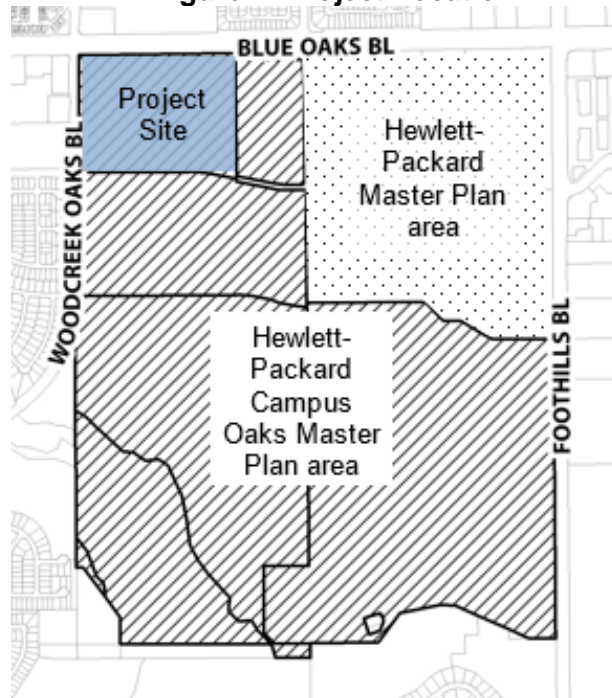 BLUE OAKS BL
Project
Site
Hewlett-
Packard
Master Plan
area
WOODCREEK OAKS BL
Hewlett-
Packard
Campus
Oaks Master
Plan area
FOOTHILLS BL